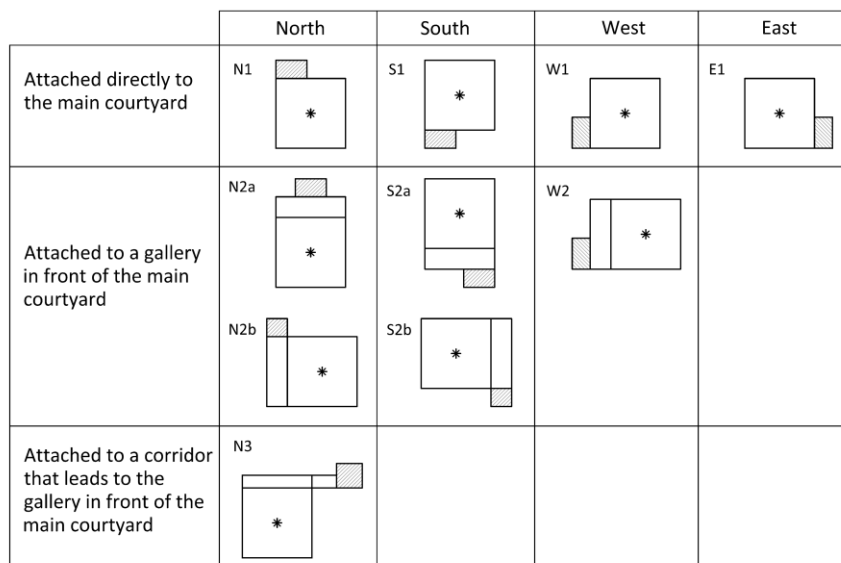 North South West East
Attached directly to
the main courtyard
N1 S1 W1 E1
Attached to a gallery
in front of the main
courtyard
N2a S2a W2
N2b S2b
Attached to a corridor
that leads to the
gallery in front of the
main courtyard
N3